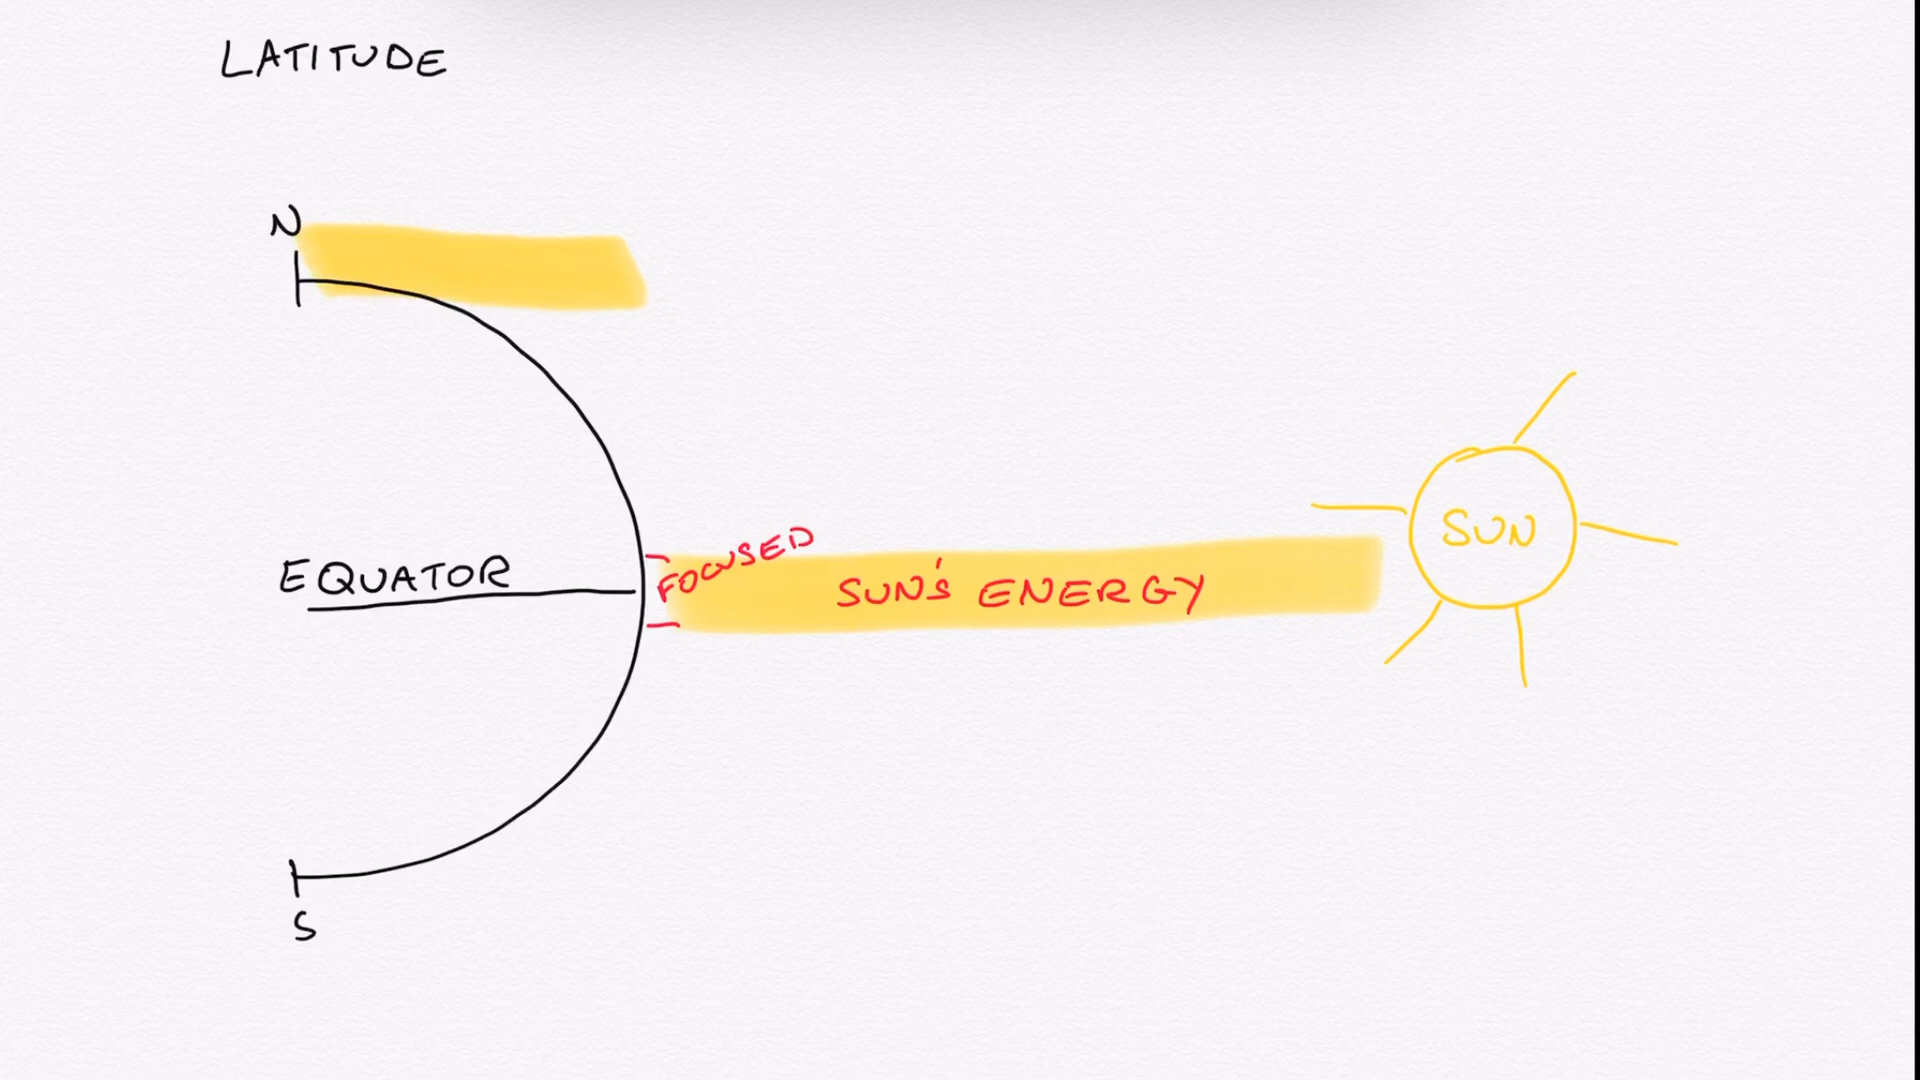 LATITUDE
N
EQUATOR
FOCUSED
SUN'S ENERGY
SUN
S